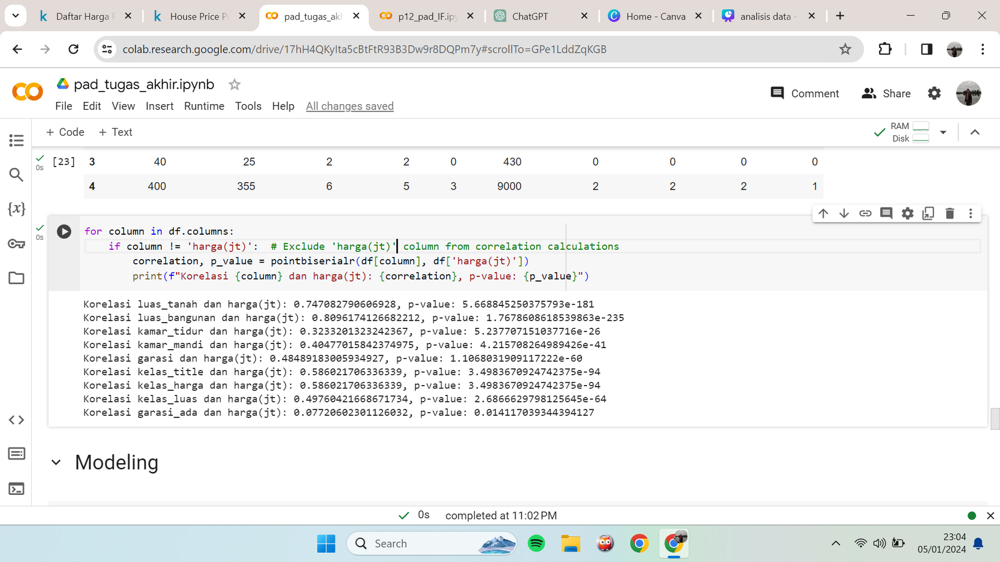 Daftar Harga
House Price P
pad_tugas_ak
p12_pad_IF.ip
ChatGPT
Home - Canva
analisis data -
colab.research.google.com/drive/17hH4QKyIta5cBtFtR93B3Dw9r8DQPm7y#scrollTo=GPe1LddZqKGB
pad_tugas_akhir.ipynb
Comment
Share
File Edit View Insert Runtime Tools Help All changes saved
+ Code + Text
RAM
Disk
[23] 3 40 25 2 2 0 430 0 0 0 0
0s
4 400 355 6 5 3 9000 2 2 2 1
{x}
0s
for column in df.columns:
if column != 'harga(jt)': # Exclude 'harga(jt)' column from correlation calculations
correlation, p_value = pointbiserialr(df[column], df['harga(jt)'])
print(f"Korelasi {column} dan harga(jt): {correlation}, p-value: {p_value}")
Korelasi luas_tanah dan harga(jt): 0.747082790606928, p-value: 5.668845250375793e-181
Korelasi luas_bangunan dan harga(jt): 0.8096174126682212, p-value: 1.7678608618539863e-235
Korelasi kamar_tidur dan harga(jt): 0.3233201323242367, p-value: 5.237707151037716e-26
Korelasi kamar_mandi dan harga(jt): 0.40477015842374975, p-value: 4.215708264989426e-41
Korelasi garasi dan harga(jt): 0.48489183005934927, p-value: 1.1068031909117222e-60
Korelasi kelas_title dan harga(jt): 0.586021706336339, p-value: 3.4983670924742375e-94
Korelasi kelas_harga dan harga(jt): 0.586021706336339, p-value: 3.4983670924742375e-94
Korelasi kelas_luas dan harga(jt): 0.49760421668671734, p-value: 2.68666297981256​45e-64
Korelasi garasi_ada dan harga(jt): 0.07720602301126032, p-value: 0.014117039344394127
Modeling
0s completed at 11:02 PM
Search
23:04
05/01/2024